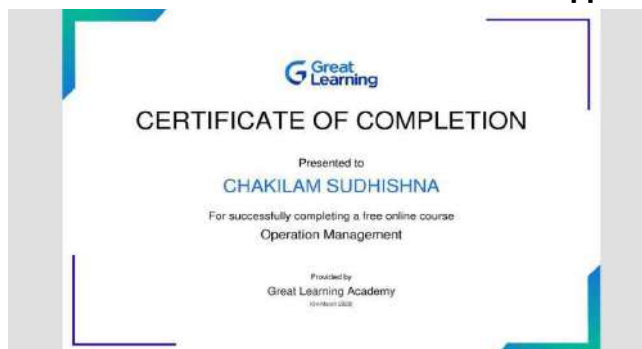 Great
Learning
CERTIFICATE OF COMPLETION
Presented to
CHAKILAM SUDHISHNA
For successfully completing a free online course
Operation Management
Provided by
Great Learning Academy